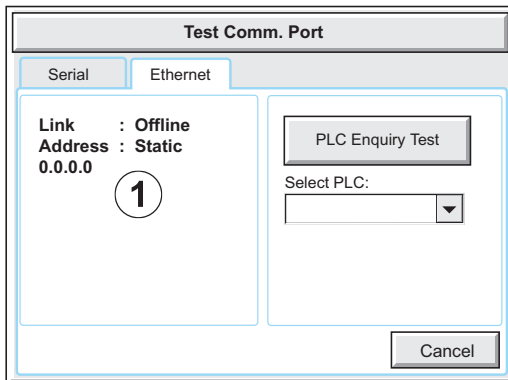 Test Comm. Port
Serial
Ethernet
Link : Offline
Address : Static
0.0.0.0
1
PLC Enquiry Test
Select PLC:
Cancel